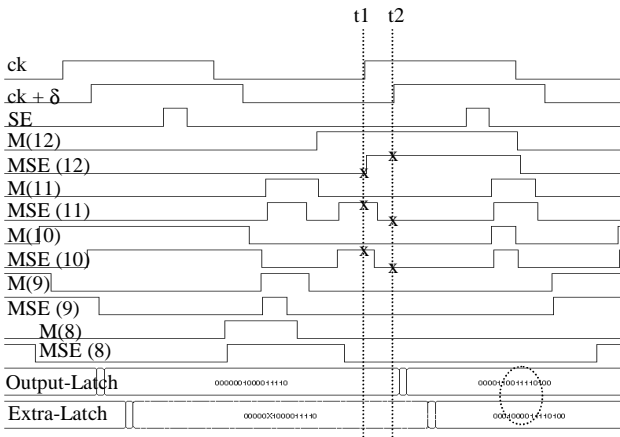 t1 t2
ck
ck + δ
SE
M(12)
MSE (12)
x
x
M(11)
MSE (11)
x
x
M(10)
MSE (10)
x
x
M(9)
MSE (9)
M(8)
MSE (8)
Output-Latch 0000001000011110
Extra-Latch 00000X1000011110